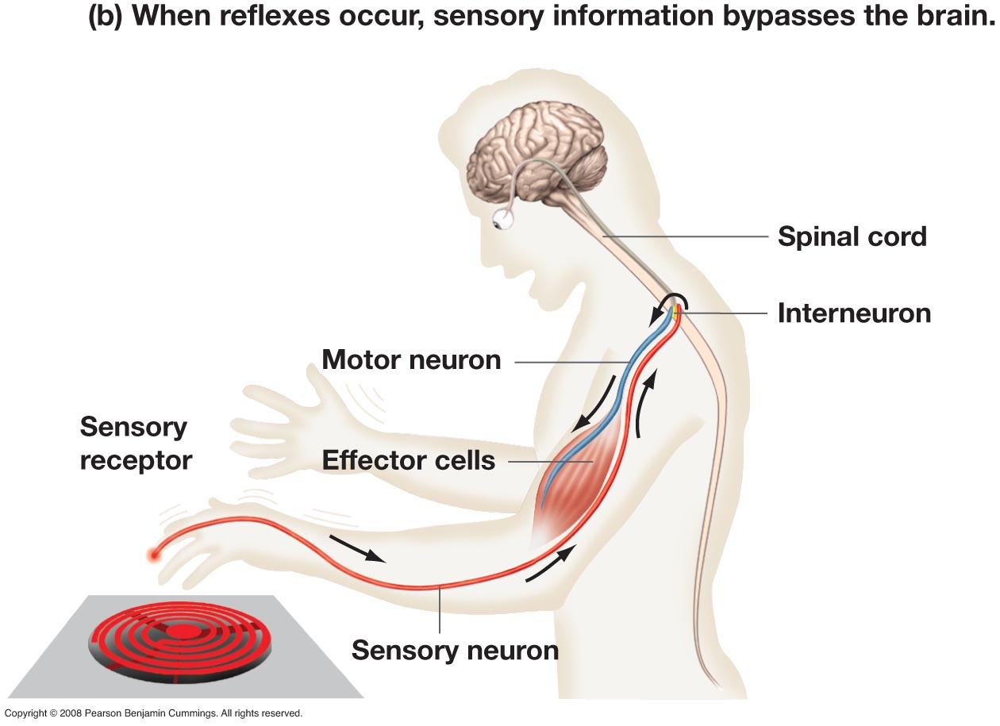 (b) When reflexes occur, sensory information bypasses the brain.
Spinal cord
Interneuron
Motor neuron
Sensory
receptor
Effector cells
Sensory neuron
Copyright © 2008 Pearson Benjamin Cummings. All rights reserved.